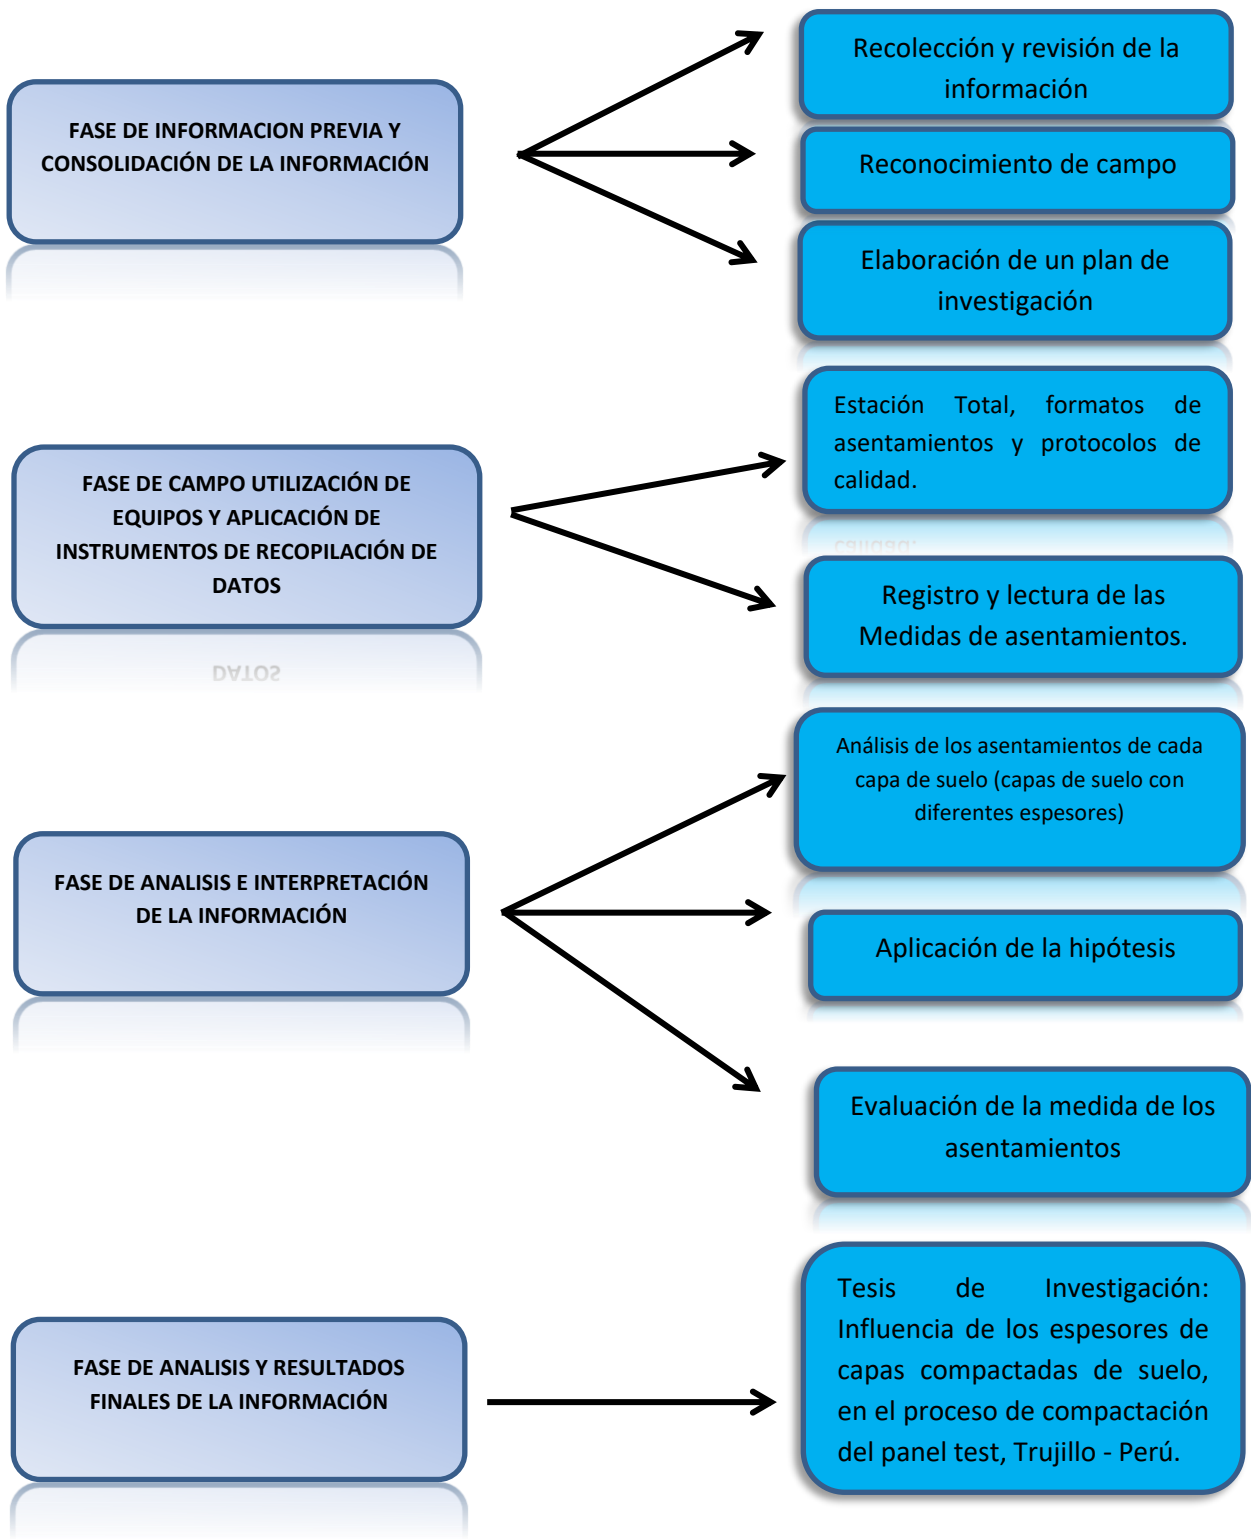 FASE DE INFORMACION PREVIA Y
CONSOLIDACIÓN DE LA INFORMACIÓN
Recolección y revisión de la
información
Reconocimiento de campo
Elaboración de un plan de
investigación
FASE DE CAMPO UTILIZACIÓN DE
EQUIPOS Y APLICACIÓN DE
INSTRUMENTOS DE RECOPILACIÓN DE
DATOS
Estación Total, formatos de
asentamientos y protocolos de
calidad.
Registro y lectura de las
Medidas de asentamientos.
FASE DE ANALISIS E INTERPRETACIÓN
DE LA INFORMACIÓN
Análisis de los asentamientos de cada
capa de suelo (capas de suelo con
diferentes espesores)
Aplicación de la hipótesis
Evaluación de la medida de los
asentamientos
FASE DE ANALISIS Y RESULTADOS
FINALES DE LA INFORMACIÓN
Tesis de Investigación:
Influencia de los espesores de
capas compactadas de suelo,
en el proceso de compactación
del panel test, Trujillo - Perú.